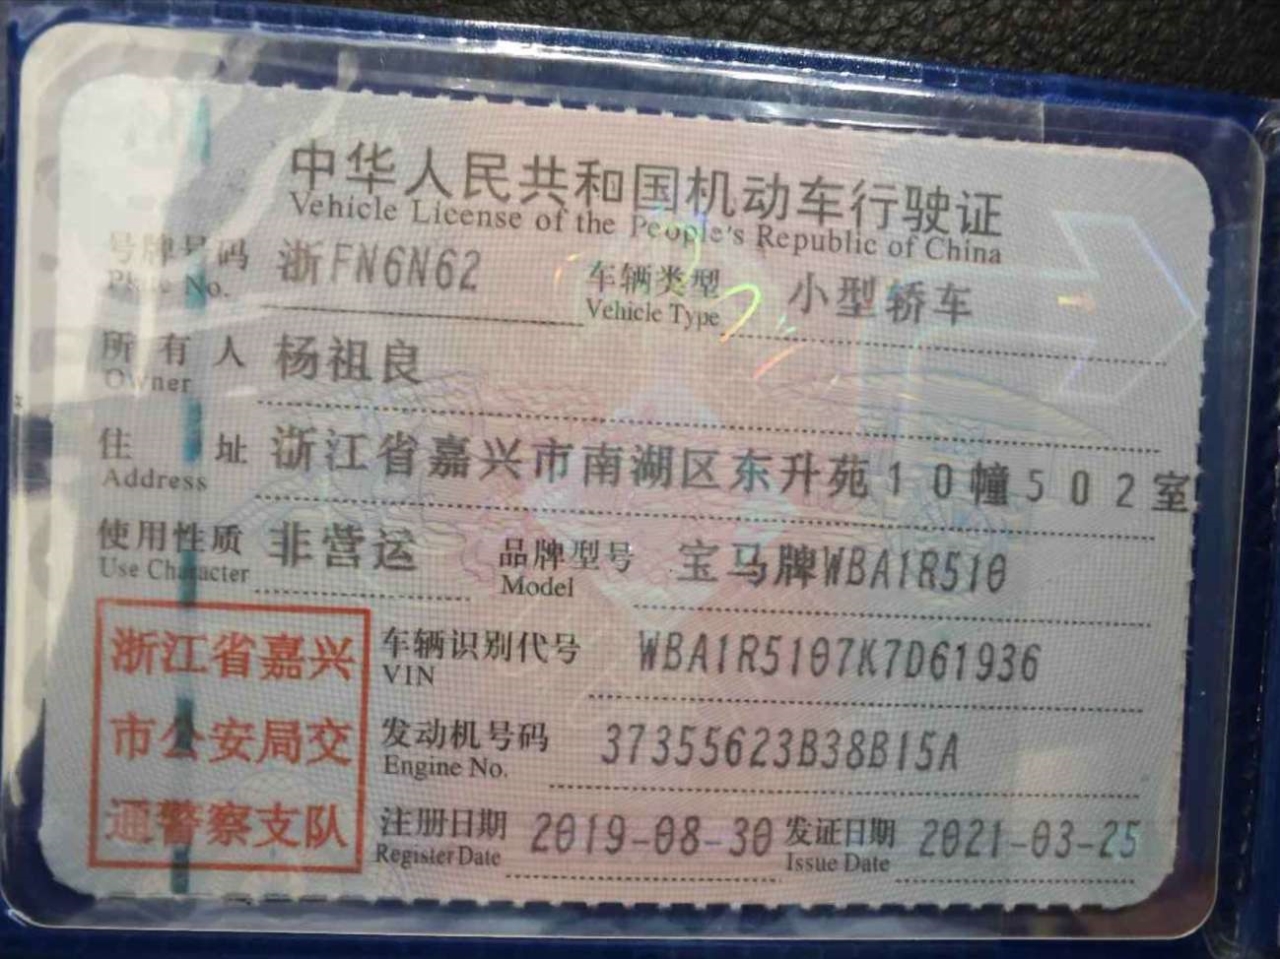 中华人民共和国机动车行驶证
Vehicle License of the People's Republic of China
号牌号码 浙FN6N62 车辆类型 小型轿车
Plate No. Vehicle Type
所有人 杨祖良
Owner
住址 浙江省嘉兴市南湖区东升苑10幢502室
Address
使用性质 非营运 品牌型号 宝马牌WBA1R510
Use Character Model
浙江省嘉兴
市公安局交
通警察支队
车辆识别代号 WBA1R5107K7D61936
VIN
发动机号码 37355623B38B15A
Engine No.
注册日期 2019-08-30 发证日期 2021-03-25
Register Date Issue Date